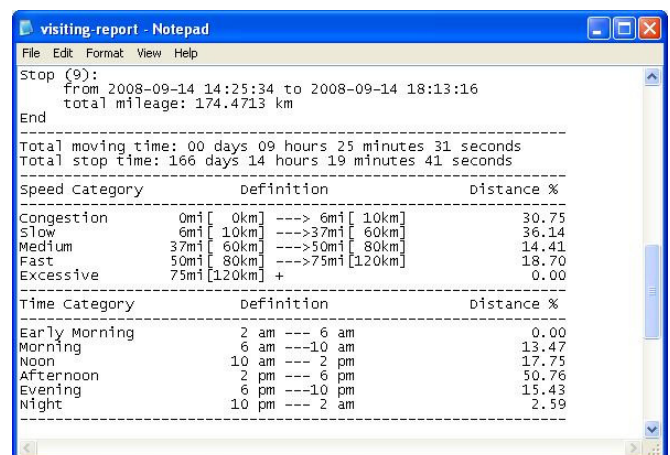 visiting-report - Notepad
File Edit Format View Help
Stop (9):
from 2008-09-14 14:25:34 to 2008-09-14 18:13:16
total mileage: 174.4713 km
End
------------------------------------------------------------------
Total moving time: 00 days 09 hours 25 minutes 31 seconds
Total stop time: 166 days 14 hours 19 minutes 41 seconds
------------------------------------------------------------------
Speed Category Definition Distance %
------------------------------------------------------------------
Congestion 0mi[ 0km] ---> 6mi[ 10km] 30.75
Slow 6mi[ 10km] --->37mi[ 60km] 36.14
Medium 37mi[ 60km] --->50mi[ 80km] 14.41
Fast 50mi[ 80km] --->75mi[120km] 18.70
Excessive 75mi[120km] + 0.00
------------------------------------------------------------------
Time Category Definition Distance %
------------------------------------------------------------------
Early Morning 2 am --- 6 am 0.00
Morning 6 am ---10 am 13.47
Noon 10 am --- 2 pm 17.75
Afternoon 2 pm --- 6 pm 50.76
Evening 6 pm ---10 pm 15.43
Night 10 pm --- 2 am 2.59
------------------------------------------------------------------